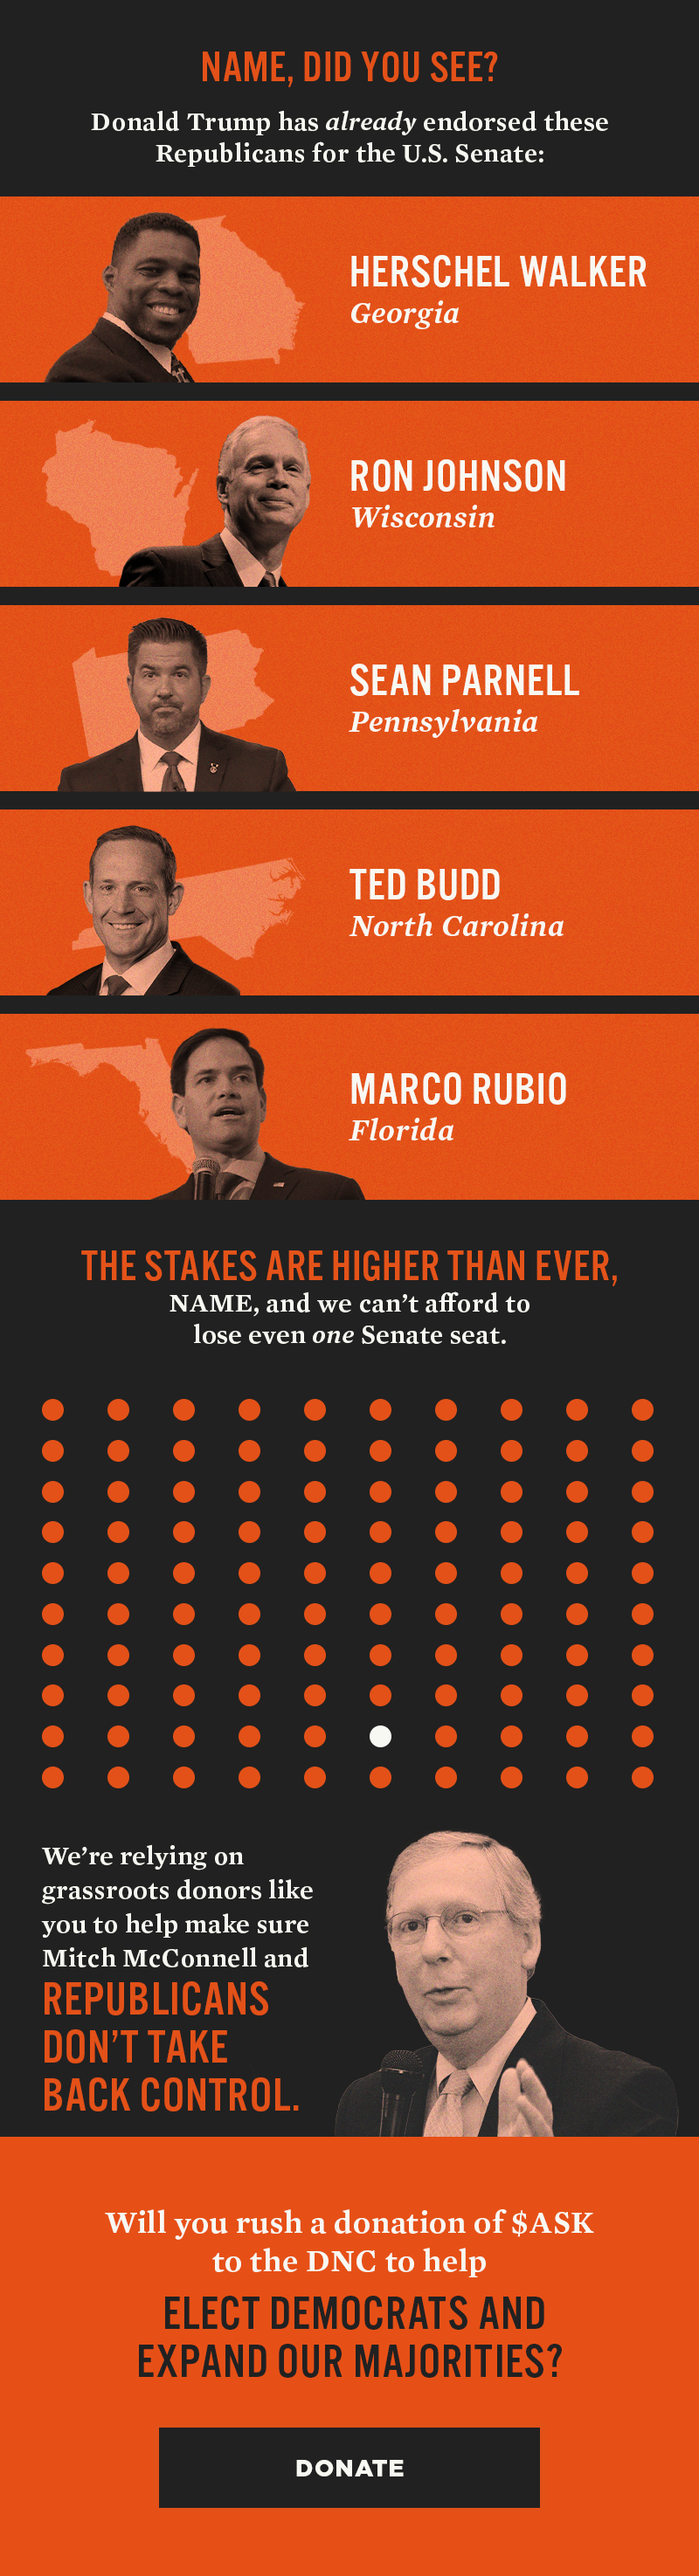 NAME, DID YOU SEE?
Donald Trump has already endorsed these
Republicans for the U.S. Senate:
HERSCHEL WALKER
Georgia
RON JOHNSON
Wisconsin
SEAN PARNELL
Pennsylvania
TED BUDD
North Carolina
MARCO RUBIO
Florida
THE STAKES ARE HIGHER THAN EVER,
NAME, and we can’t afford to
lose even one Senate seat.
We’re relying on
grassroots donors like
you to help make sure
Mitch McConnell and
REPUBLICANS
DON’T TAKE
BACK CONTROL.
Will you rush a donation of $ASK
to the DNC to help
ELECT DEMOCRATS AND
EXPAND OUR MAJORITIES?
DONATE